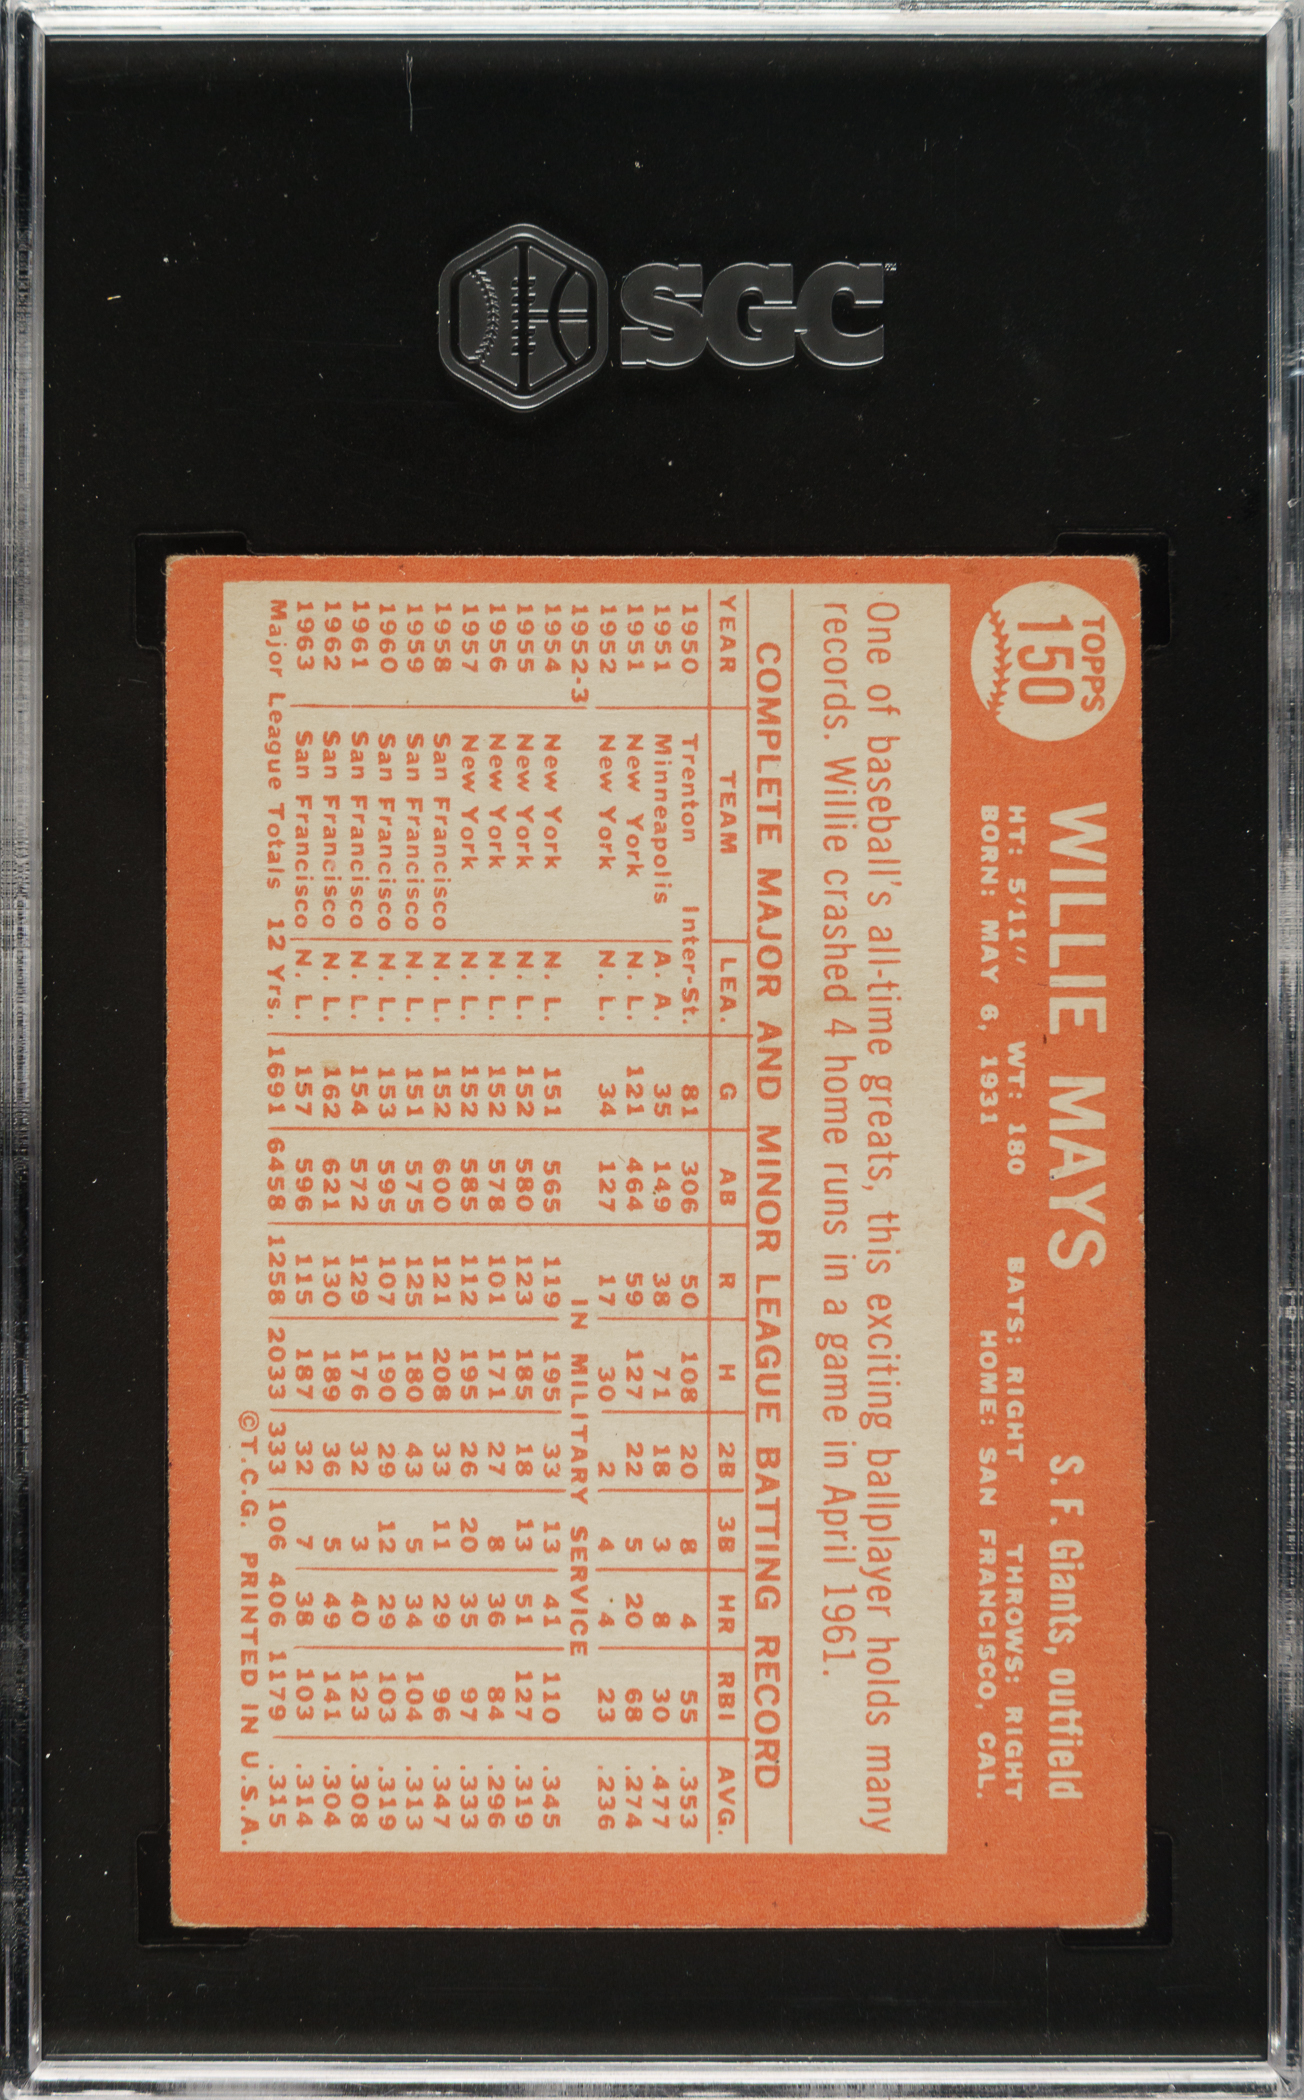 SGC™
TOPPS
150
WILLIE MAYS
S. F. Giants, outfield
HT: 5'11" WT: 180 BATS: RIGHT THROWS: RIGHT
BORN: MAY 6, 1931 HOME: SAN FRANCISCO, CAL.
One of baseball's all-time greats, this exciting ballplayer holds many
records. Willie crashed 4 home runs in a game in April 1961.
COMPLETE MAJOR AND MINOR LEAGUE BATTING RECORD
YEAR TEAM LEA. G AB R H 2B 3B HR RBI AVG.
1950 Trenton Inter-St. 81 306 50 108 20 8 4 55 .353
1951 Minneapolis A. A. 35 149 38 71 18 3 8 30 .477
1951 New York N. L. 121 464 59 127 22 5 20 68 .274
1952 New York N. L. 34 127 17 30 2 4 4 23 .236
1952-3 IN MILITARY SERVICE
1954 New York N. L. 151 565 119 195 33 13 41 110 .345
1955 New York N. L. 152 580 123 185 18 13 51 127 .319
1956 New York N. L. 152 578 101 171 27 8 36 84 .296
1957 New York N. L. 152 585 112 195 26 20 35 97 .333
1958 San Francisco N. L. 152 600 121 208 33 11 29 96 .347
1959 San Francisco N. L. 151 575 125 180 43 5 34 104 .313
1960 San Francisco N. L. 153 595 107 190 29 12 29 103 .319
1961 San Francisco N. L. 154 572 129 176 32 3 40 123 .308
1962 San Francisco N. L. 162 621 130 189 36 5 49 141 .304
1963 San Francisco N. L. 157 596 115 187 32 7 38 103 .314
Major League Totals 12 Yrs. 1691 6458 1258 2033 333 106 406 1179 .315
©T.C.G. PRINTED IN U.S.A.